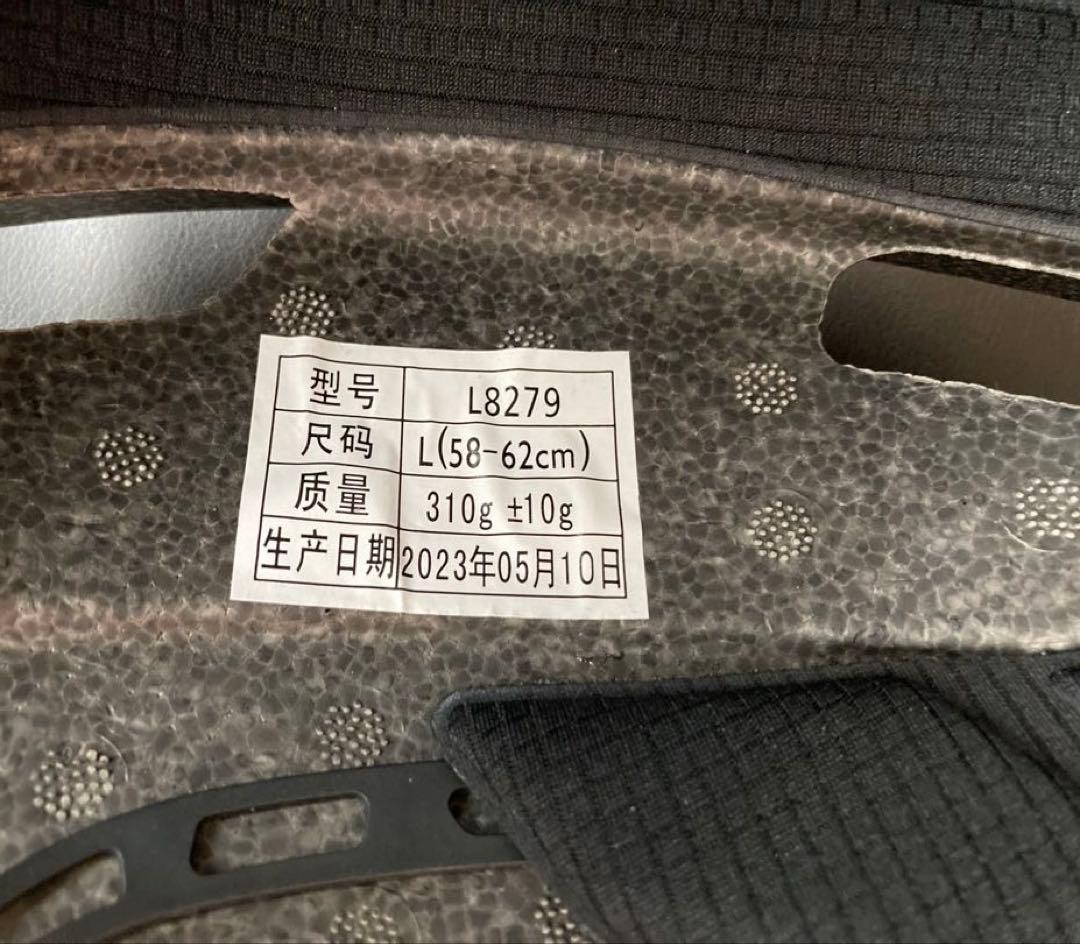 型号 L8279
尺码 L(58-62cm)
质量 310g ±10g
生产日期 2023年05月10日